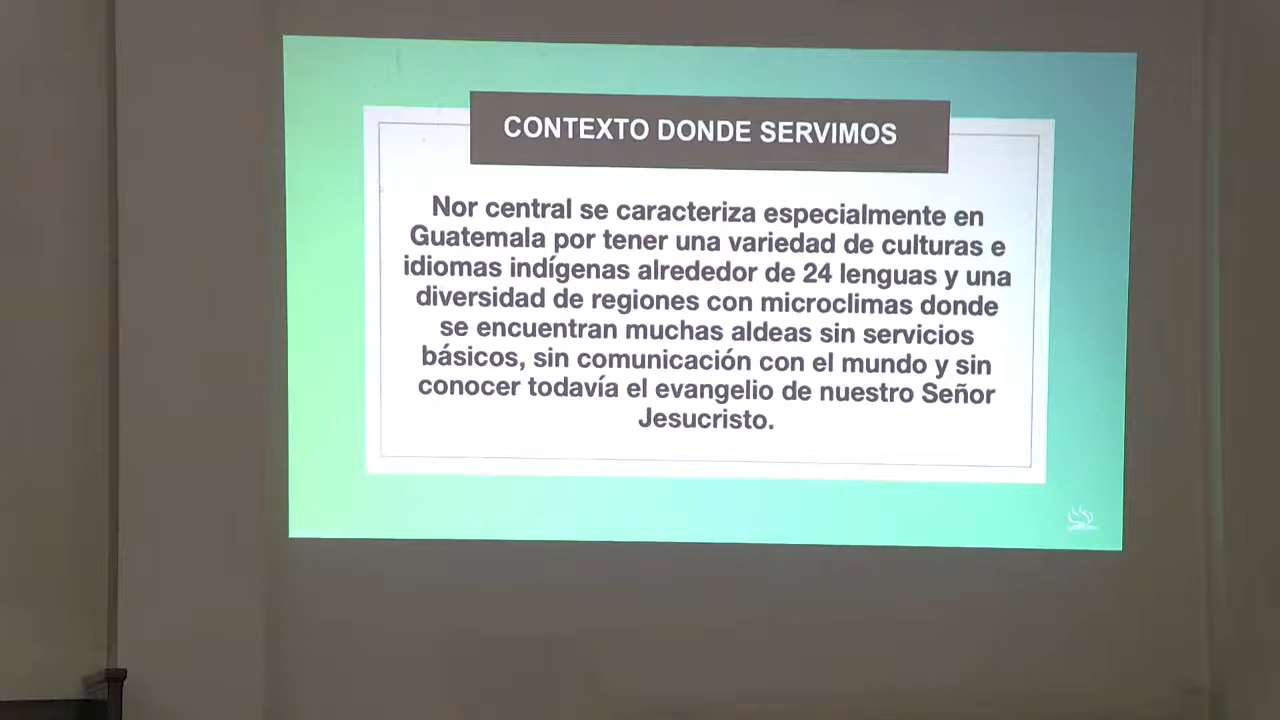 CONTEXTO DONDE SERVIMOS
Nor central se caracteriza especialmente en
Guatemala por tener una variedad de culturas e
idiomas indígenas alrededor de 24 lenguas y una
diversidad de regiones con microclimas donde
se encuentran muchas aldeas sin servicios
básicos, sin comunicación con el mundo y sin
conocer todavía el evangelio de nuestro Señor
Jesucristo.